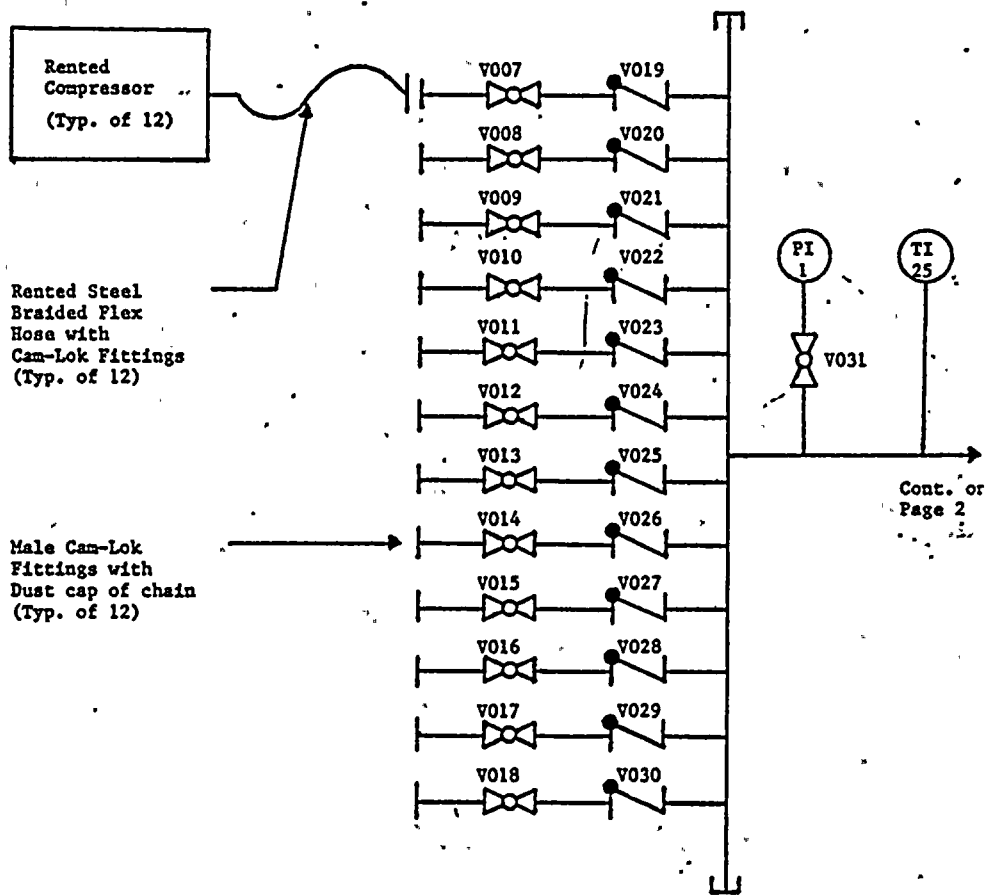 Rented
Compressor
(Typ. of 12)
V007
V019
V008
V020
V009
V021
V010
V022
PI
1
TI
25
Rented Steel
Braided Flex
Hose with
Cam-Lok Fittings
(Typ. of 12)
V011
V023
V031
V012
V024
V013
V025
Cont. on
Page 2
V014
V026
Male Cam-Lok
Fittings with
Dust cap of chain
(Typ. of 12)
V015
V027
V016
V028
V017
V029
V018
V030